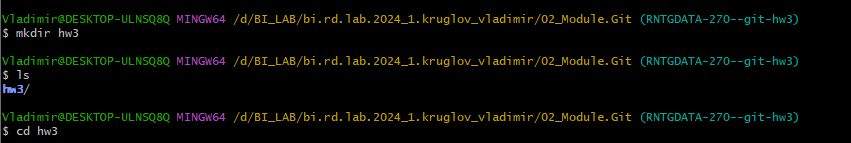 Vladimir@DESKTOP-ULNSQ8Q MINGW64 /d/BI_LAB/bi.rd.lab.2024_1.kruglov_vladimir/02_Module.Git (RNTGDATA-270--git-hw3)
$ mkdir hw3
Vladimir@DESKTOP-ULNSQ8Q MINGW64 /d/BI_LAB/bi.rd.lab.2024_1.kruglov_vladimir/02_Module.Git (RNTGDATA-270--git-hw3)
$ ls
hw3/
Vladimir@DESKTOP-ULNSQ8Q MINGW64 /d/BI_LAB/bi.rd.lab.2024_1.kruglov_vladimir/02_Module.Git (RNTGDATA-270--git-hw3)
$ cd hw3